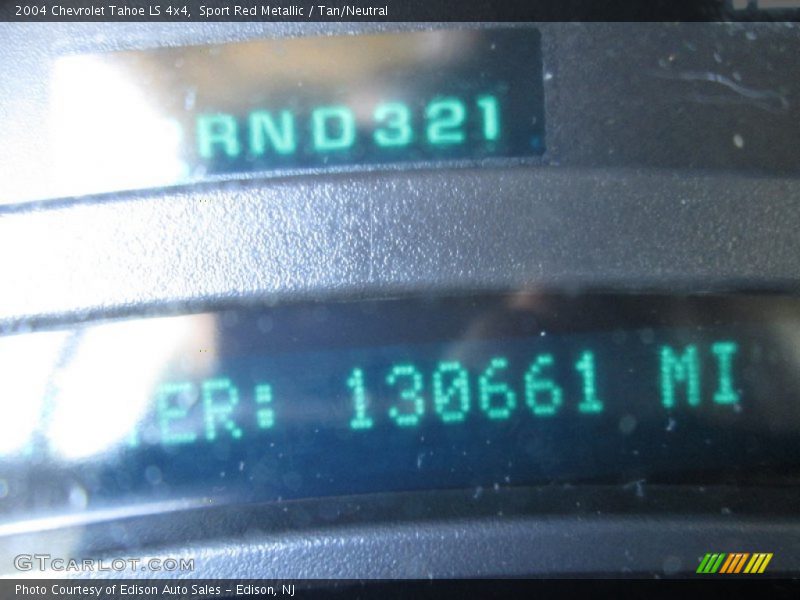 2004 Chevrolet Tahoe LS 4x4, Sport Red Metallic / Tan/Neutral
RND321
130661 MI
GTcarlot.com
Photo Courtesy of Edison Auto Sales - Edison, NJ